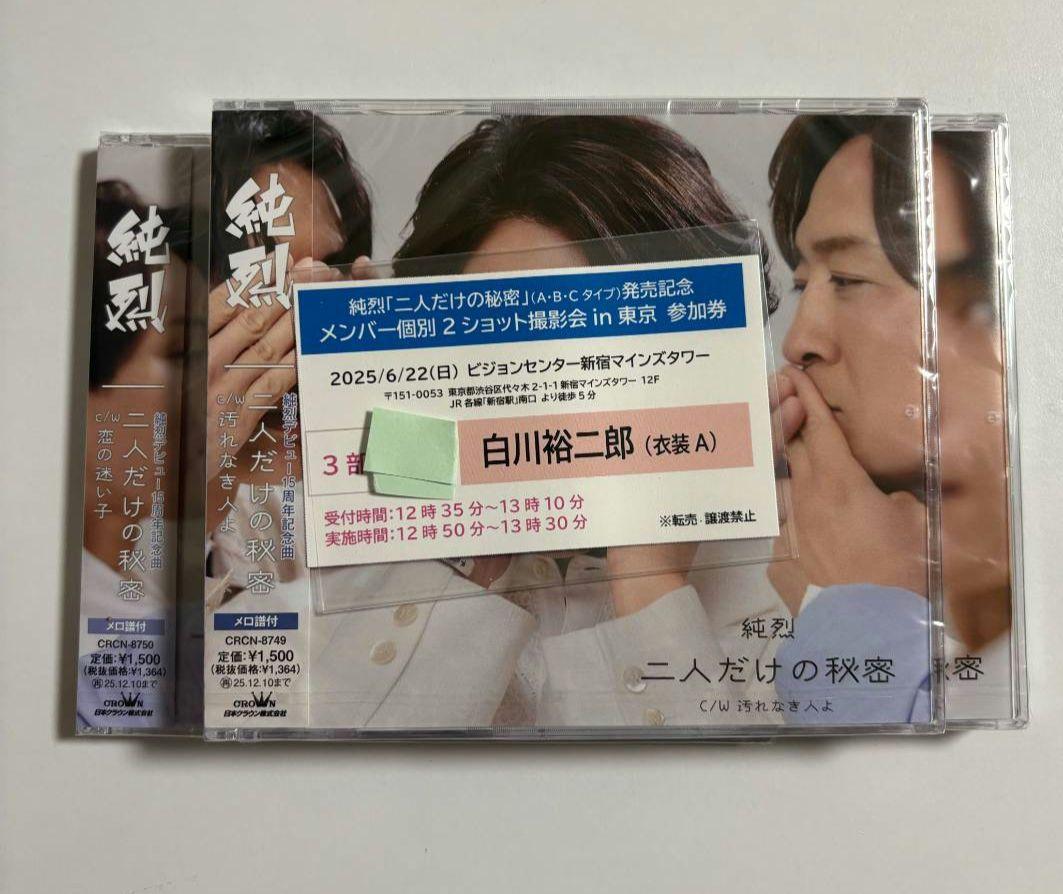 純烈
純烈デビュー15周年記念曲
二人だけの秘密
c/w 恋の迷い子
メロ譜付
CRCN-8750
定価:¥1,500
(税抜価格:¥1,364)
再 25.12.10まで
CROWN
日本クラウン株式会社
純烈
純烈デビュー15周年記念曲
二人だけの秘密
c/w 汚れなき人よ
メロ譜付
CRCN-8749
定価:¥1,500
(税抜価格:¥1,364)
再 25.12.10まで
CROWN
日本クラウン株式会社
純烈「二人だけの秘密」(A・B・Cタイプ)発売記念
メンバー個別2ショット撮影会in東京 参加券
2025/6/22(日) ビジョンセンター新宿マインズタワー
〒151-0053 東京都渋谷区代々木2-1-1新宿マインズタワー 12F
JR各線「新宿駅」南口 より徒歩5分
3部
白川裕二郎(衣装A)
受付時間:12時35分~13時10分
実施時間:12時50分~13時30分
※転売・譲渡禁止
純烈
二人だけの秘密
C/W 汚れなき人よ
秘密